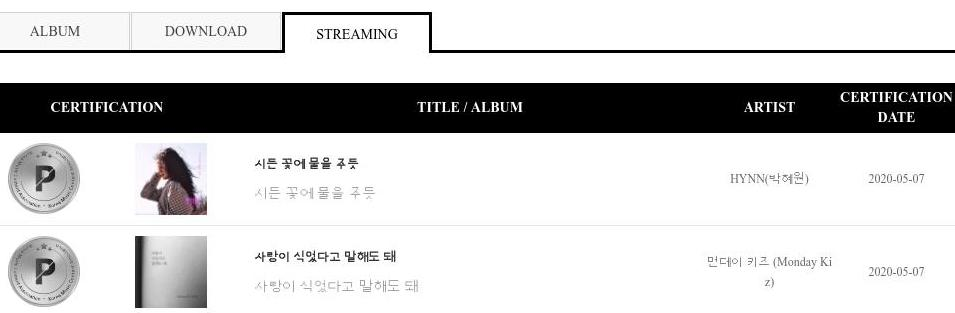 ALBUM
DOWNLOAD
STREAMING
CERTIFICATION
TITLE / ALBUM
ARTIST
CERTIFICATION
DATE
시든 꽃에 물을 주듯
시든 꽃에 물을 주듯
HYNN(박혜원)
2020-05-07
사랑이 식었다고 말해도 돼
사랑이 식었다고 말해도 돼
먼데이 키즈 (Monday Ki
z)
2020-05-07